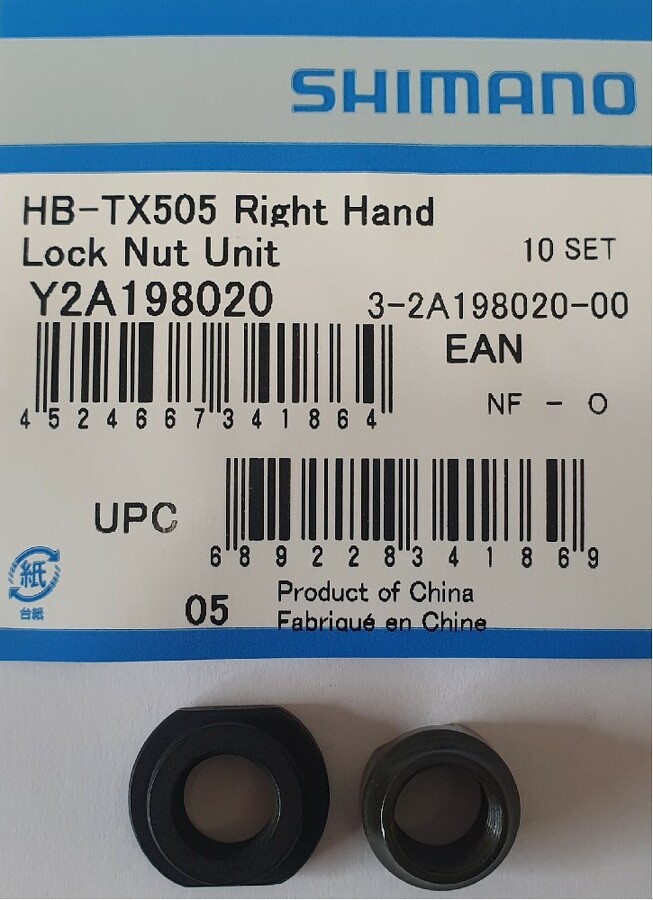 SHIMANO
HB-TX505 Right Hand
Lock Nut Unit
10 SET
Y2A198020
3-2A198020-00
EAN
4524667341864
NF - O
UPC
689228341869
紙
台紙
05
Product of China
Fabriqué en Chine